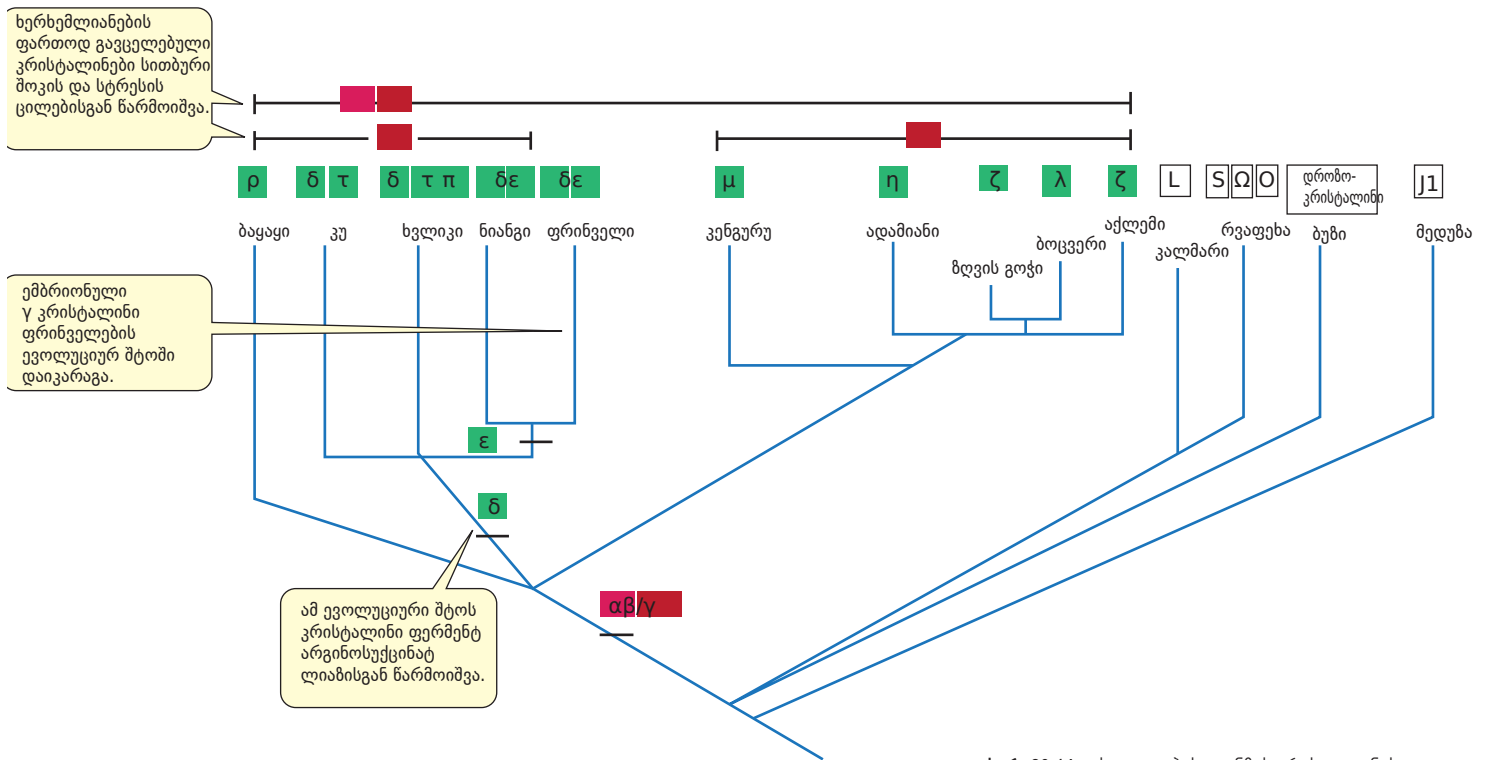 ხერხემლიანების
ფართოდ გავცელებული
კრისტალინები სითბური
შოკის და სტრესის
ცილებისგან წარმოიშვა.
ρ δ τ δ τ π δε δε μ η ζ λ ζ L S Ω O დროზო-
კრისტალინი
J1
ბაყაყი კუ ხვლიკი ნიანგი ფრინველი კენგურუ ადამიანი ზღვის გოჭი ბოცვერი აქლემი კალმარი რვაფეხა ბუზი მედუზა
ემბრიონული
γ კრისტალინი
ფრინველების
ევოლუციურ შტოში
დაიკარაგა.
ε
δ
αβ/γ
ამ ევოლუციური შტოს
კრისტალინი ფერმენტ
არგინოსუქცინატ
ლიაზისგან წარმოიშვა.